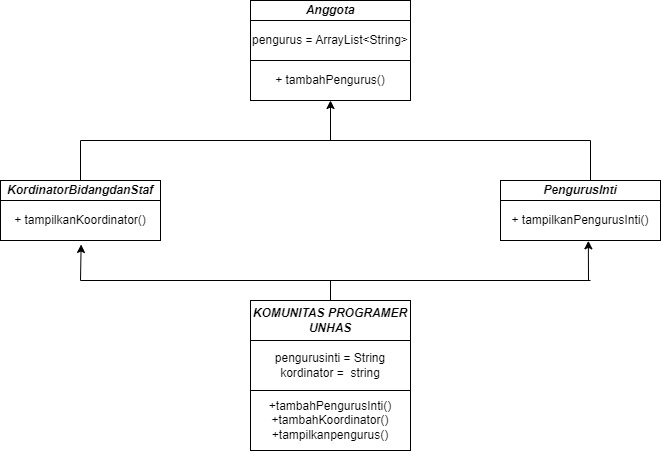 Anggota
pengurus = ArrayList<String>
+ tambahPengurus()
KordinatorBidangdanStaf
+ tampilkanKoordinator()
PengurusInti
+ tampilkanPengurusInti()
KOMUNITAS PROGRAMER
UNHAS
pengurusinti = String
kordinator =  string
+tambahPengurusInti()
+tambahKoordinator()
+tampilkanpengurus()